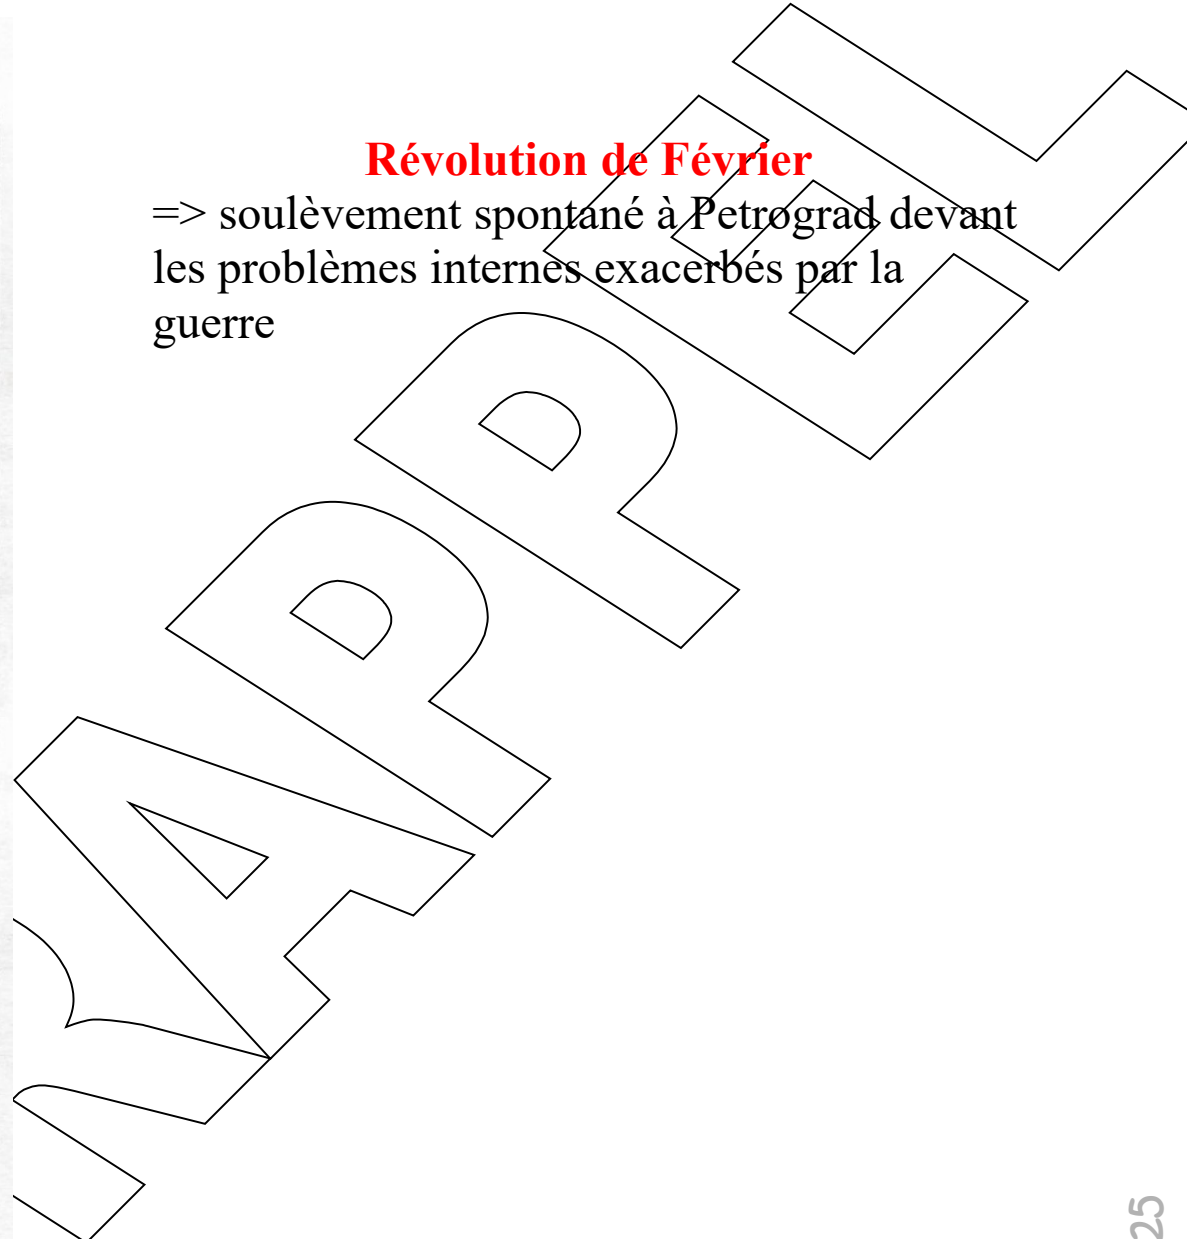 Révolution de Février
=> soulèvement spontané à Petrograd devant
les problèmes internes exacerbés par la
guerre
RAPPEL
25